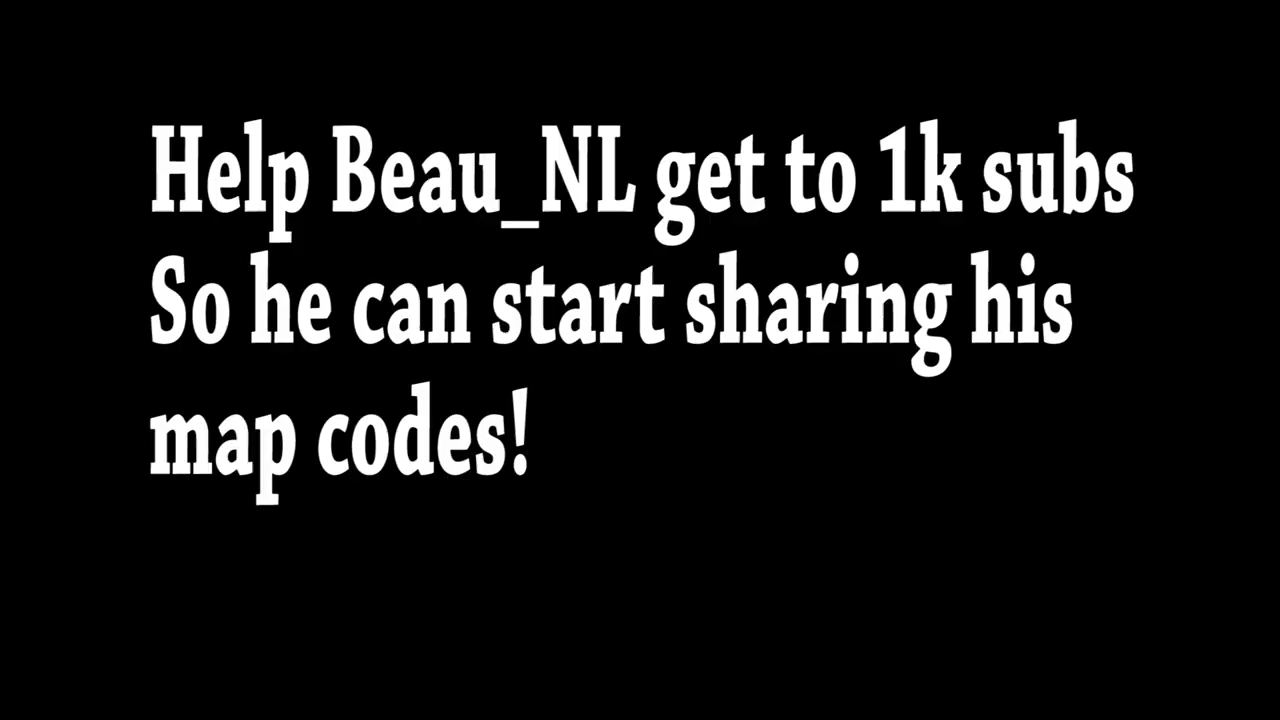 Help Beau_NL get to 1k subs
So he can start sharing his
map codes!